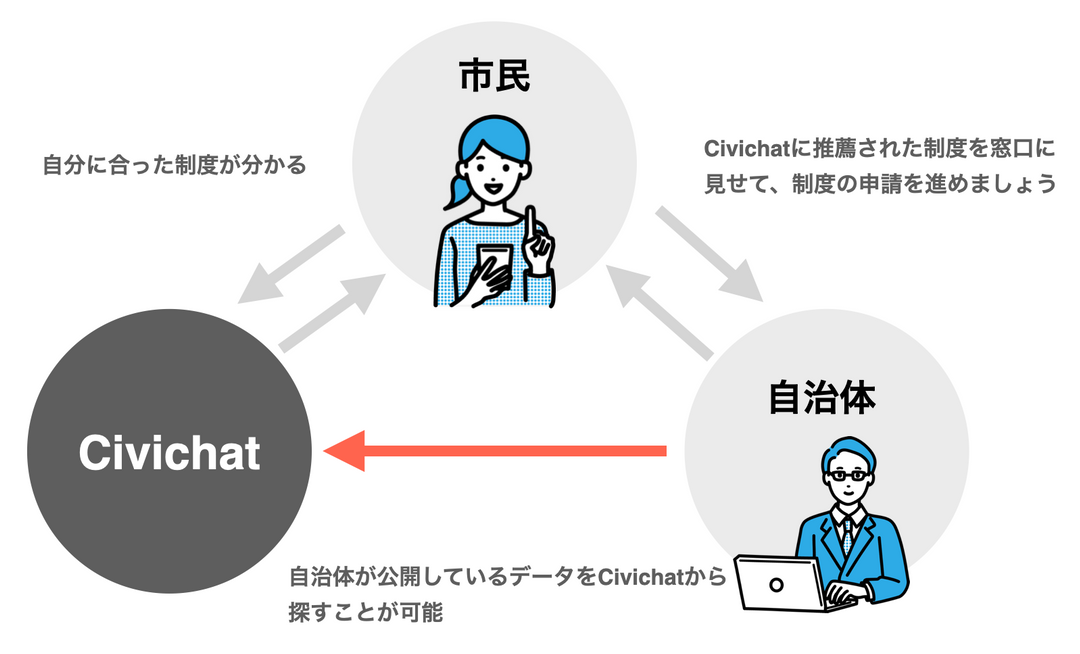 市民
自分に合った制度が分かる
Civichatに推薦された制度を窓口に
見せて、制度の申請を進めましょう
自治体
Civichat
自治体が公開しているデータをCivichatから
探すことが可能